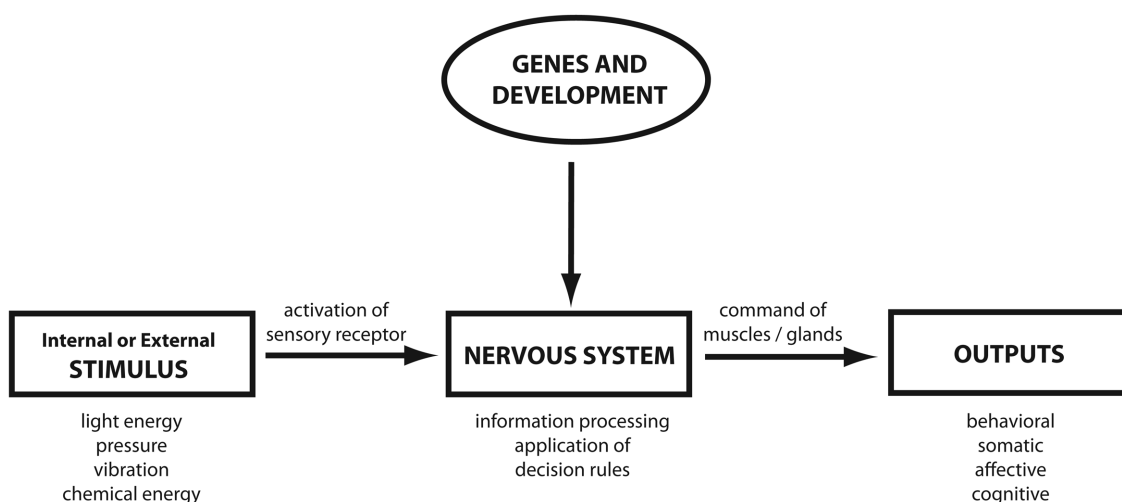 GENES AND
DEVELOPMENT
activation of
sensory receptor
command of
muscles / glands
Internal or External
STIMULUS
NERVOUS SYSTEM
OUTPUTS
light energy
pressure
vibration
chemical energy
information processing
application of
decision rules
behavioral
somatic
affective
cognitive